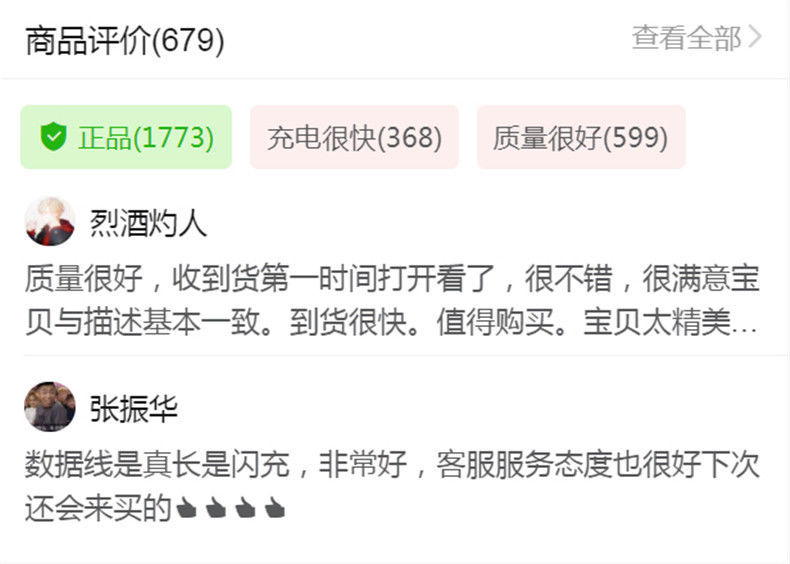 商品评价(679)
查看全部
正品(1773)
充电很快(368)
质量很好(599)
烈酒灼人
质量很好，收到货第一时间打开看了，很不错，很满意宝
贝与描述基本一致。到货很快。值得购买。宝贝太精美...
张振华
数据线是真长是闪充，非常好，客服服务态度也很好下次
还会来买的👍👍👍👍